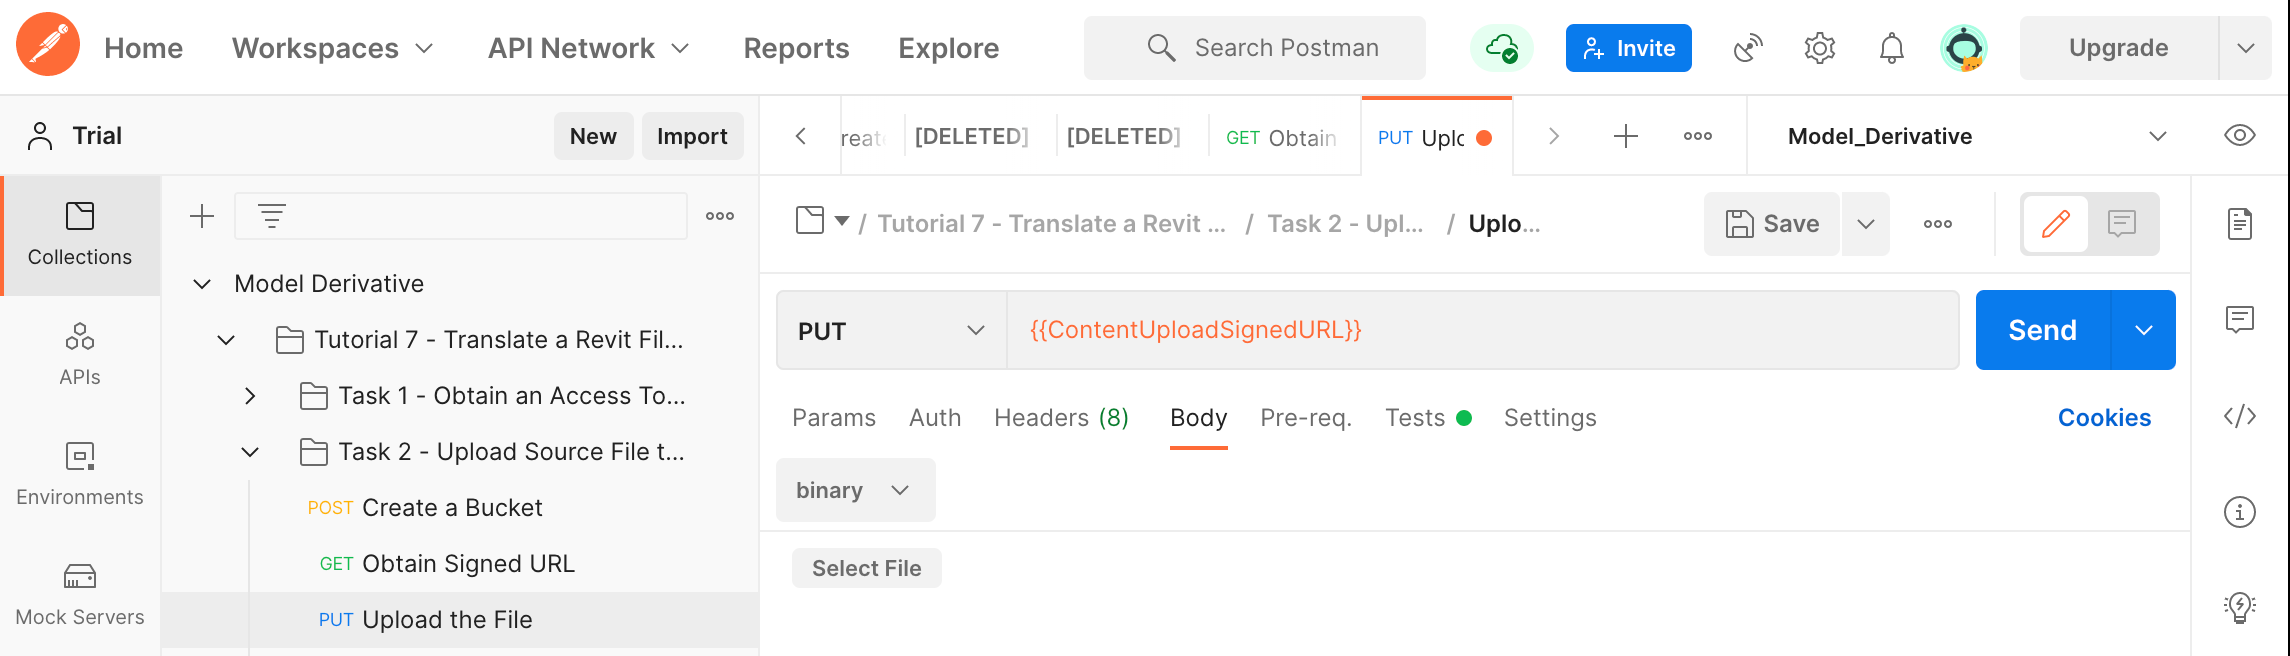 Home Workspaces API Network Reports Explore Search Postman Invite Upgrade
Trial New Import
reate [DELETED] [DELETED] GET Obtain PUT Uplo Model_Derivative
Collections
APIs
Environments
Mock Servers
Model Derivative
Tutorial 7 - Translate a Revit Fil...
Task 1 - Obtain an Access To...
Task 2 - Upload Source File t...
POST Create a Bucket
GET Obtain Signed URL
PUT Upload the File
/ Tutorial 7 - Translate a Revit ... / Task 2 - Upl... / Uplo... Save
PUT {{ContentUploadSignedURL}} Send
Params Auth Headers (8) Body Pre-req. Tests Settings Cookies
binary
Select File